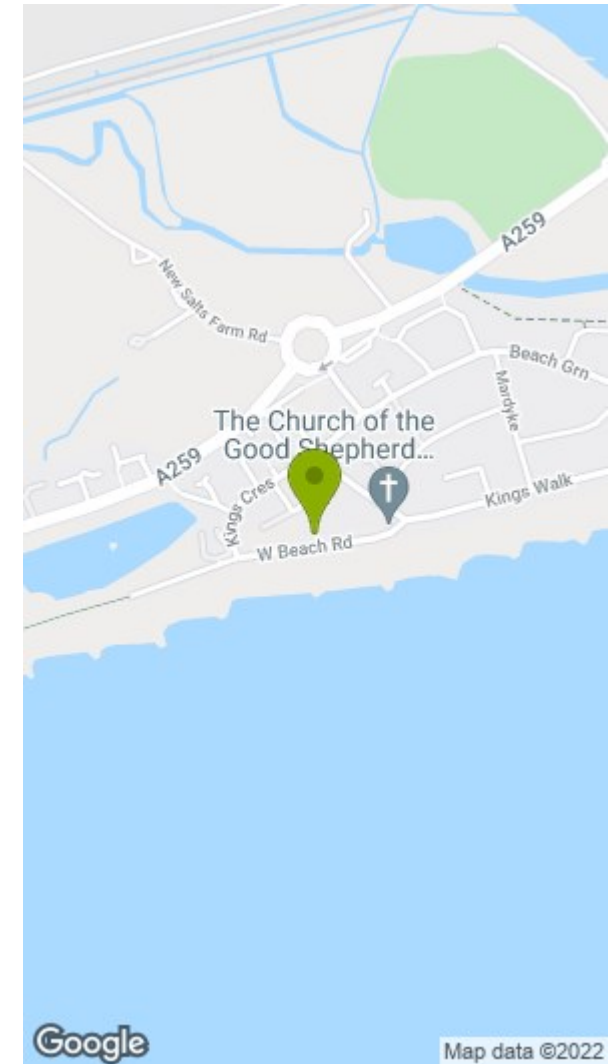 A259
New Salts Farm Rd
Beach Grn
Mardyke
The Church of the
Good Shepherd...
A259
Kings Cres
Kings Walk
W Beach Rd
Google
Map data ©2022